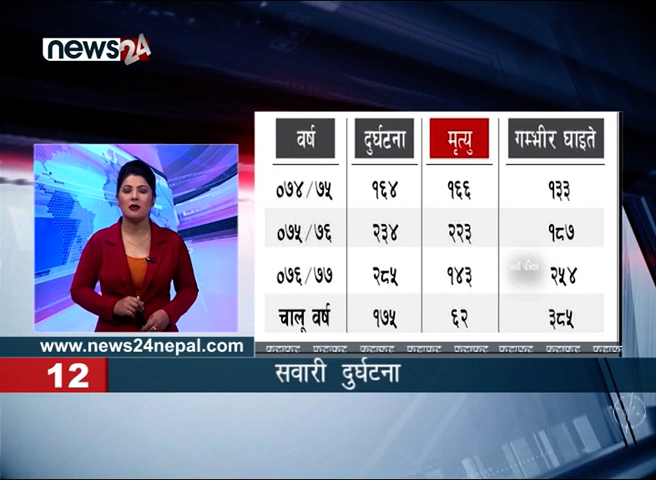 news24
वर्ष दुर्घटना मृत्यु गम्भीर घाइते
०७४/७५ १६४ १६६ १३३
०७५/७६ २३४ २२३ १८७
०७६/७७ २८५ १४३ २५४
चालू वर्ष १७५ ६२ ३८५
www.news24nepal.com
12 सवारी दुर्घटना